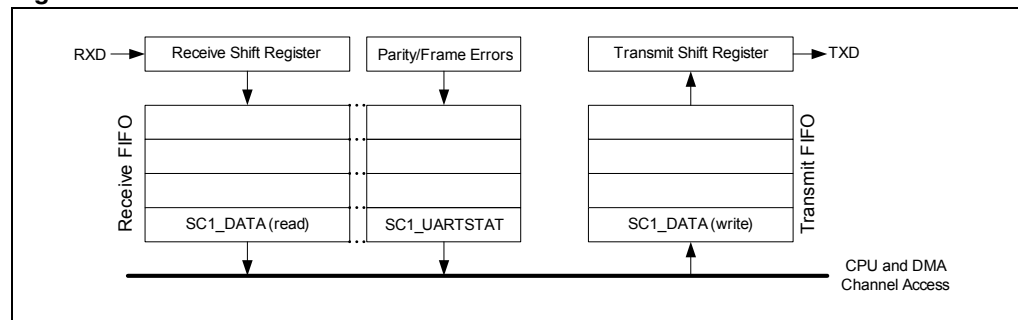 RXD
Receive Shift Register
Parity/Frame Errors
Transmit Shift Register
TXD
Receive FIFO
Transmit FIFO
SC1_DATA (read)
SC1_UARTSTAT
SC1_DATA (write)
CPU and DMA
Channel Access